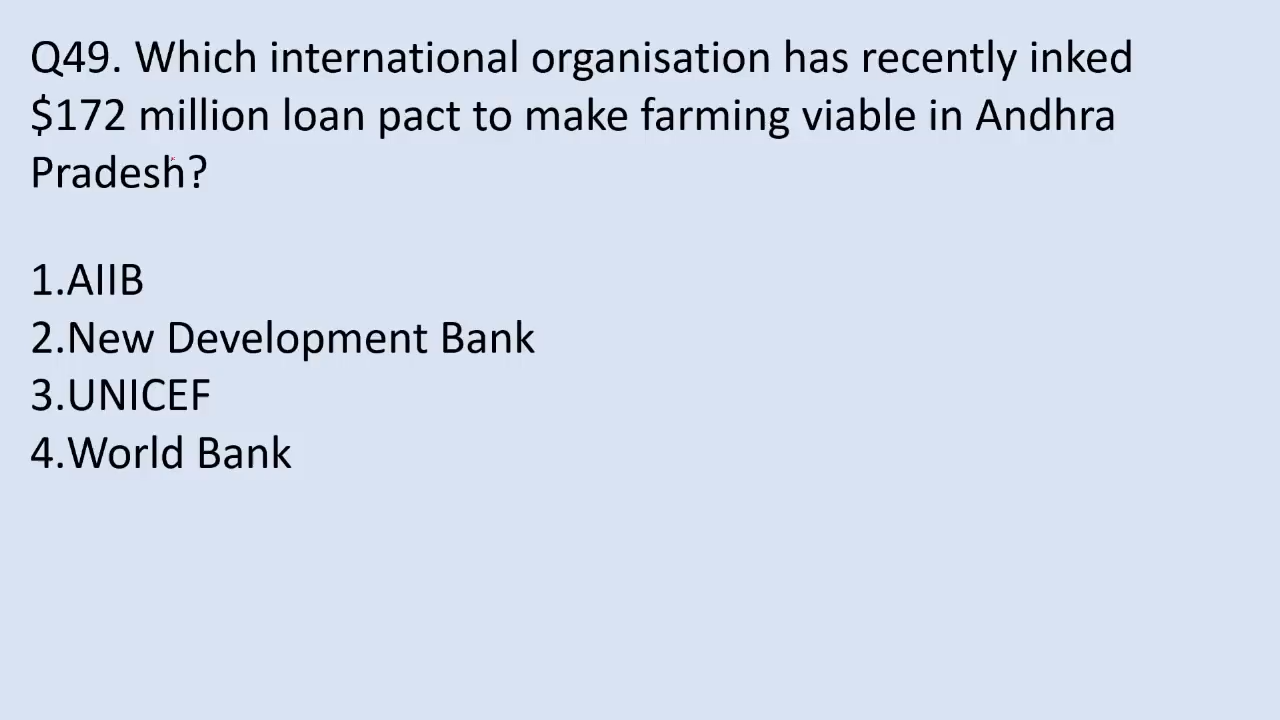 Q49. Which international organisation has recently inked
$172 million loan pact to make farming viable in Andhra
Pradesh?
1.AIIB
2.New Development Bank
3.UNICEF
4.World Bank